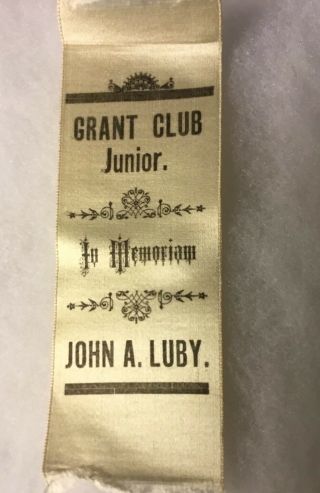 GRANT CLUB
Junior.
In Memoriam
JOHN A. LUBY.